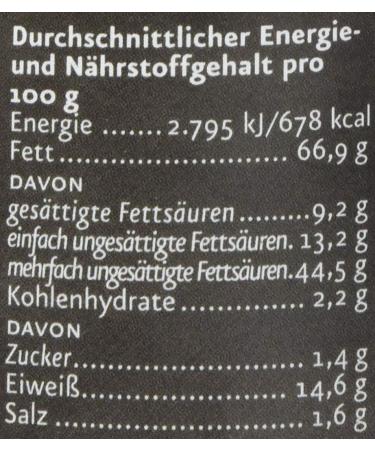 Durchschnittlicher Energie-
und Nährstoffgehalt pro
100 g
Energie .......2.795 kJ/678 kcal
Fett........................... 66,9 g
DAVON
gesättigte Fettsäuren..........9,2 g
einfach ungesättigte Fettsäuren. 13,2 g
mehrfach ungesättigte Fettsäuren.44,5 g
Kohlenhydrate................ 2,2 g
DAVON
Zucker........................... 1,4 g
Eiweiß......................... 14,6 g
Salz .............................1,6 g